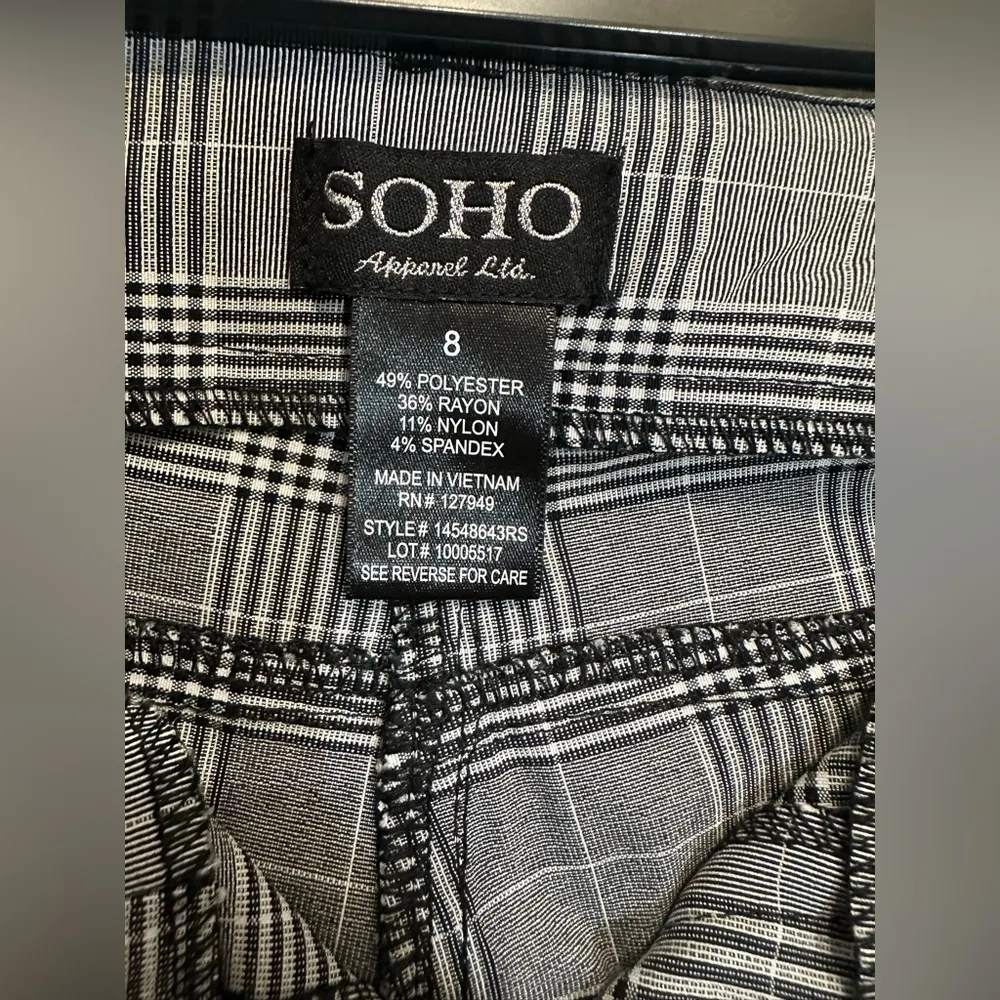 SOHO
Apparel Ltd.
8
49% POLYESTER
36% RAYON
11% NYLON
4% SPANDEX
MADE IN VIETNAM
RN# 127949
STYLE# 14548643RS
LOT# 10005517
SEE REVERSE FOR CARE